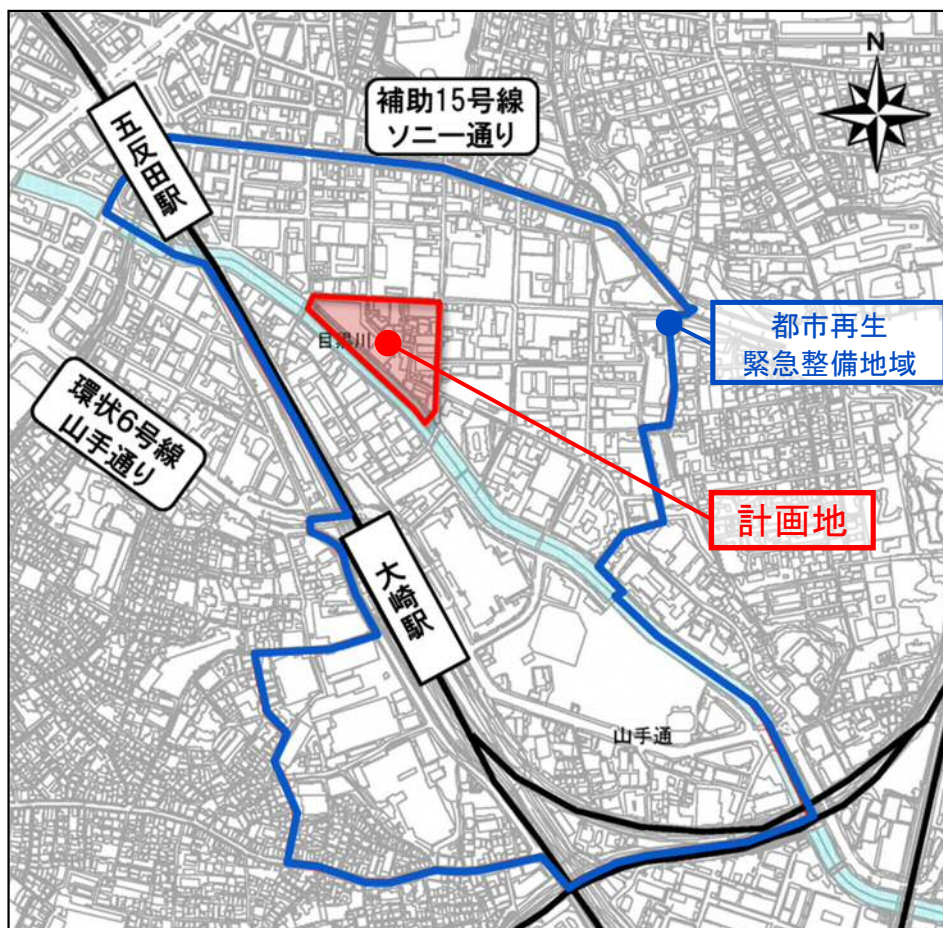 N
補助15号線
ソニー通り
五反田駅
都市再生
緊急整備地域
目黒川
環状6号線
山手通り
計画地
大崎駅
山手通